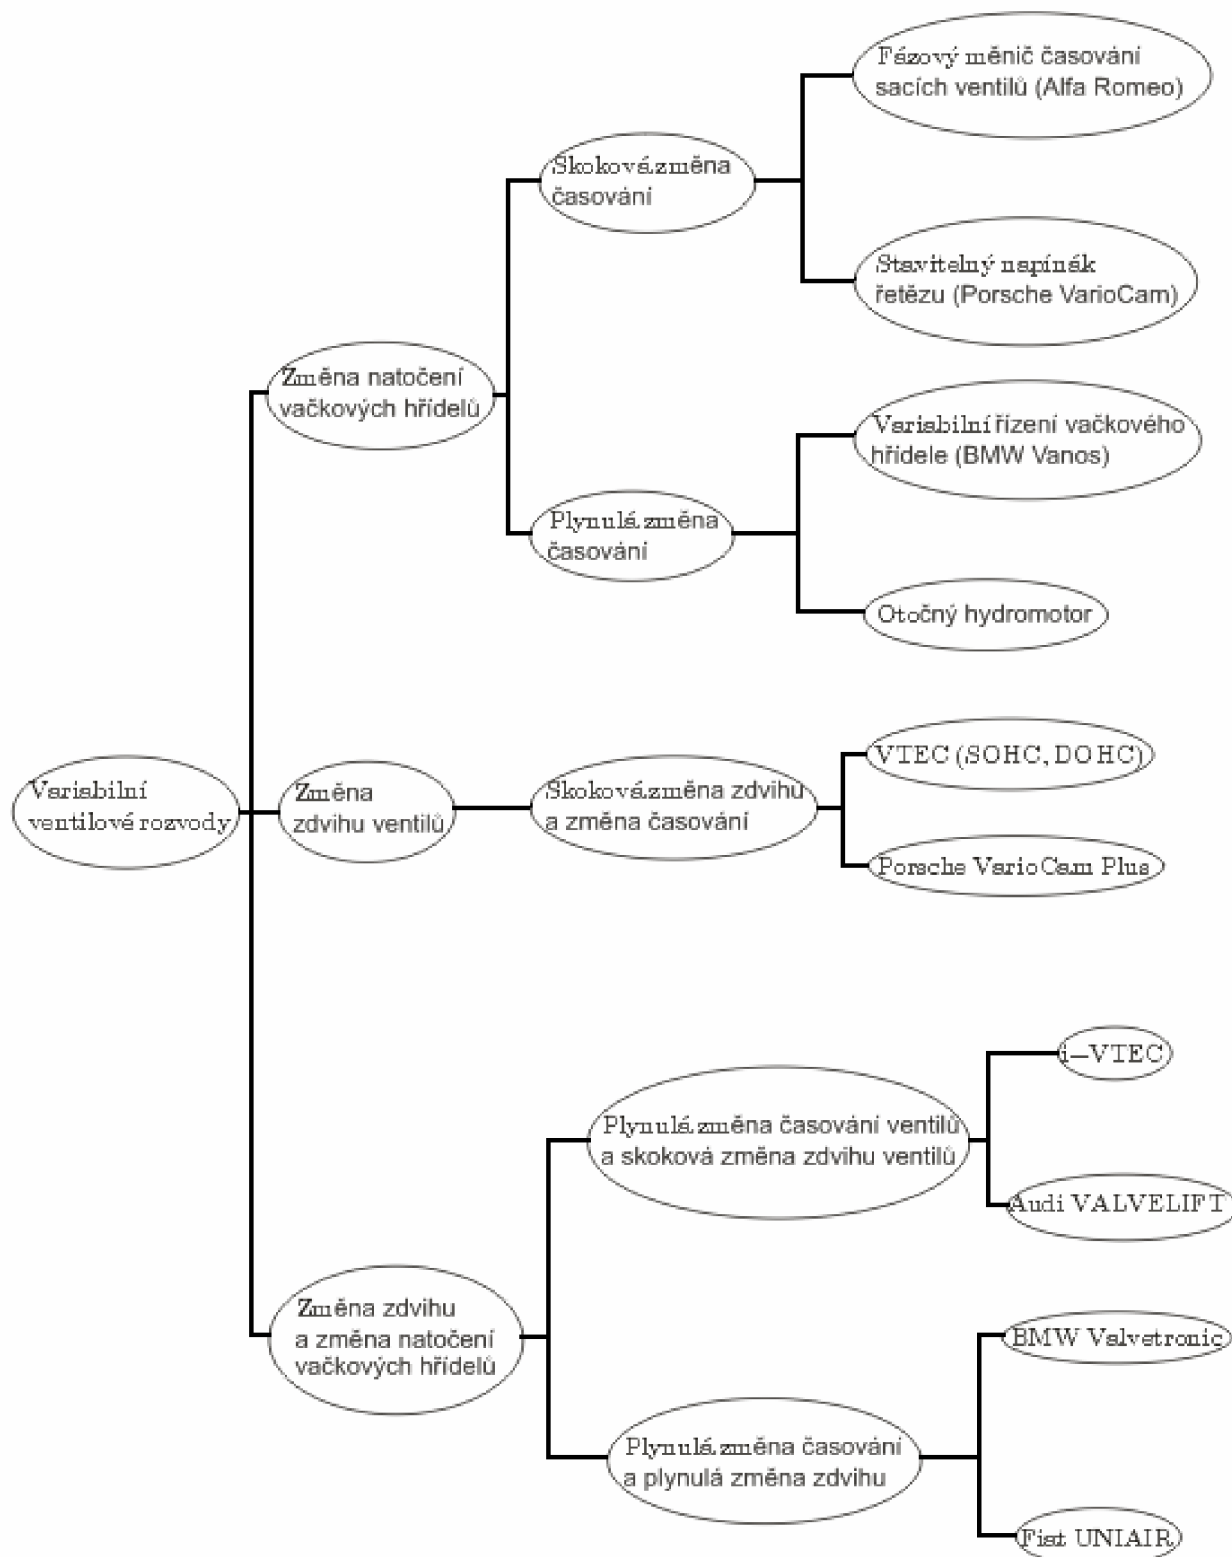 Fázový měnič časování
sacích ventilů (Alfa Romeo)
Skoková změna
časování
Stavitelný napínák
řetězu (Porsche VarioCam)
Změna natočení
vačkových hřídelů
Variabilní řízení vačkového
hřídele (BMW Vanos)
Plynulá změna
časování
Otočný hydromotor
Variabilní
ventilové rozvody
Změna
zdvihu ventilů
Skoková změna zdvihu
a změna časování
VTEC (SOHC, DOHC)
Porsche VarioCam Plus
i–VTEC
Plynulá změna časování ventilů
a skoková změna zdvihu ventilů
Audi VALVELIFT
Změna zdvihu
a změna natočení
vačkových hřídelů
BMW Valvetronic
Plynulá změna časování
a plynulá změna zdvihu
Fiat UNIAIR